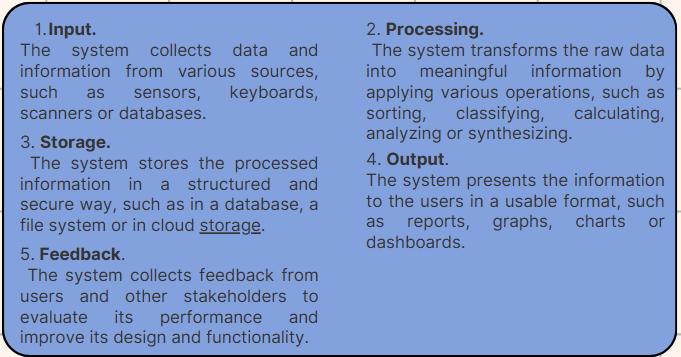 1.Input.
The system collects data and
information from various sources,
such as sensors, keyboards,
scanners or databases.
2. Processing.
The system transforms the raw data
into meaningful information by
applying various operations, such as
sorting, classifying, calculating,
analyzing or synthesizing.
3. Storage.
The system stores the processed
information in a structured and
secure way, such as in a database, a
file system or in cloud storage.
4. Output.
The system presents the information
to the users in a usable format, such
as reports, graphs, charts or
dashboards.
5. Feedback.
The system collects feedback from
users and other stakeholders to
evaluate its performance and
improve its design and functionality.